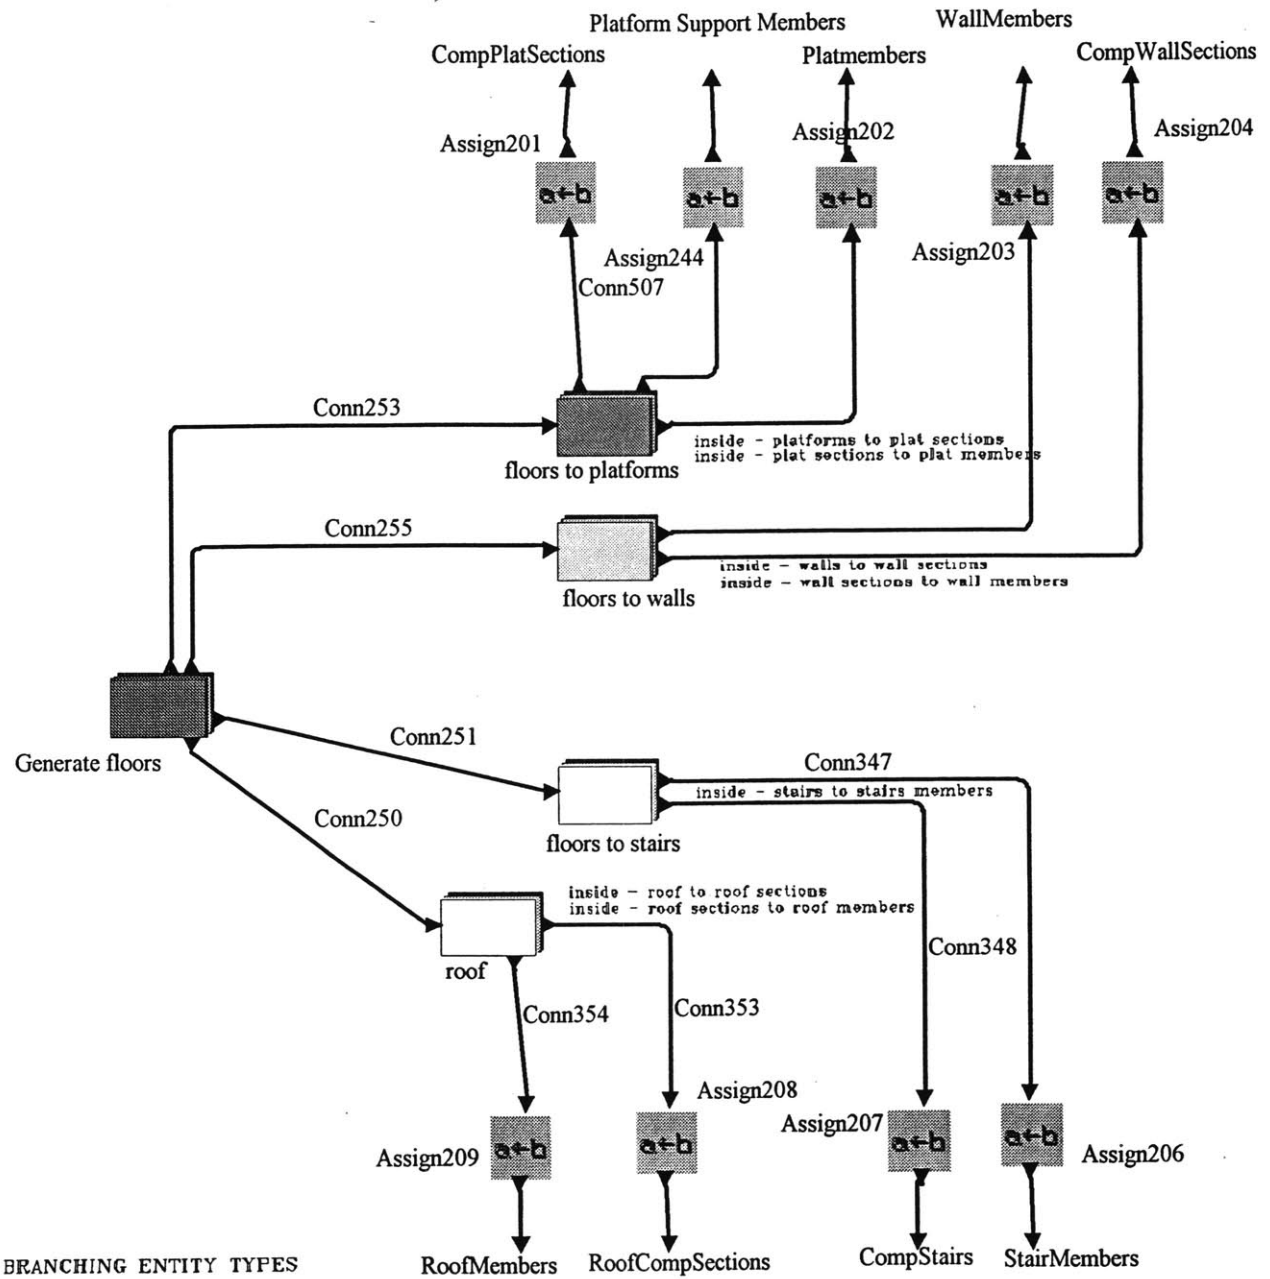 Platform Support Members
WallMembers
CompPlatSections
Platmembers
CompWallSections
Assign201
Assign202
Assign204
a←b
a←b
a←b
a←b
a←b
Assign244
Assign203
Conn507
Conn253
inside - platforms to plat sections
inside - plat sections to plat members
floors to platforms
Conn255
inside - walls to wall sections
inside - wall sections to wall members
floors to walls
Generate floors
Conn251
Conn347
inside - stairs to stairs members
Conn250
floors to stairs
inside - roof to roof sections
inside - roof sections to roof members
Conn348
roof
Conn354
Conn353
Assign208
Assign207
a←b
a←b
a←b
a←b
Assign209
Assign206
BRANCHING ENTITY TYPES
RoofMembers
RoofCompSections
CompStairs
StairMembers